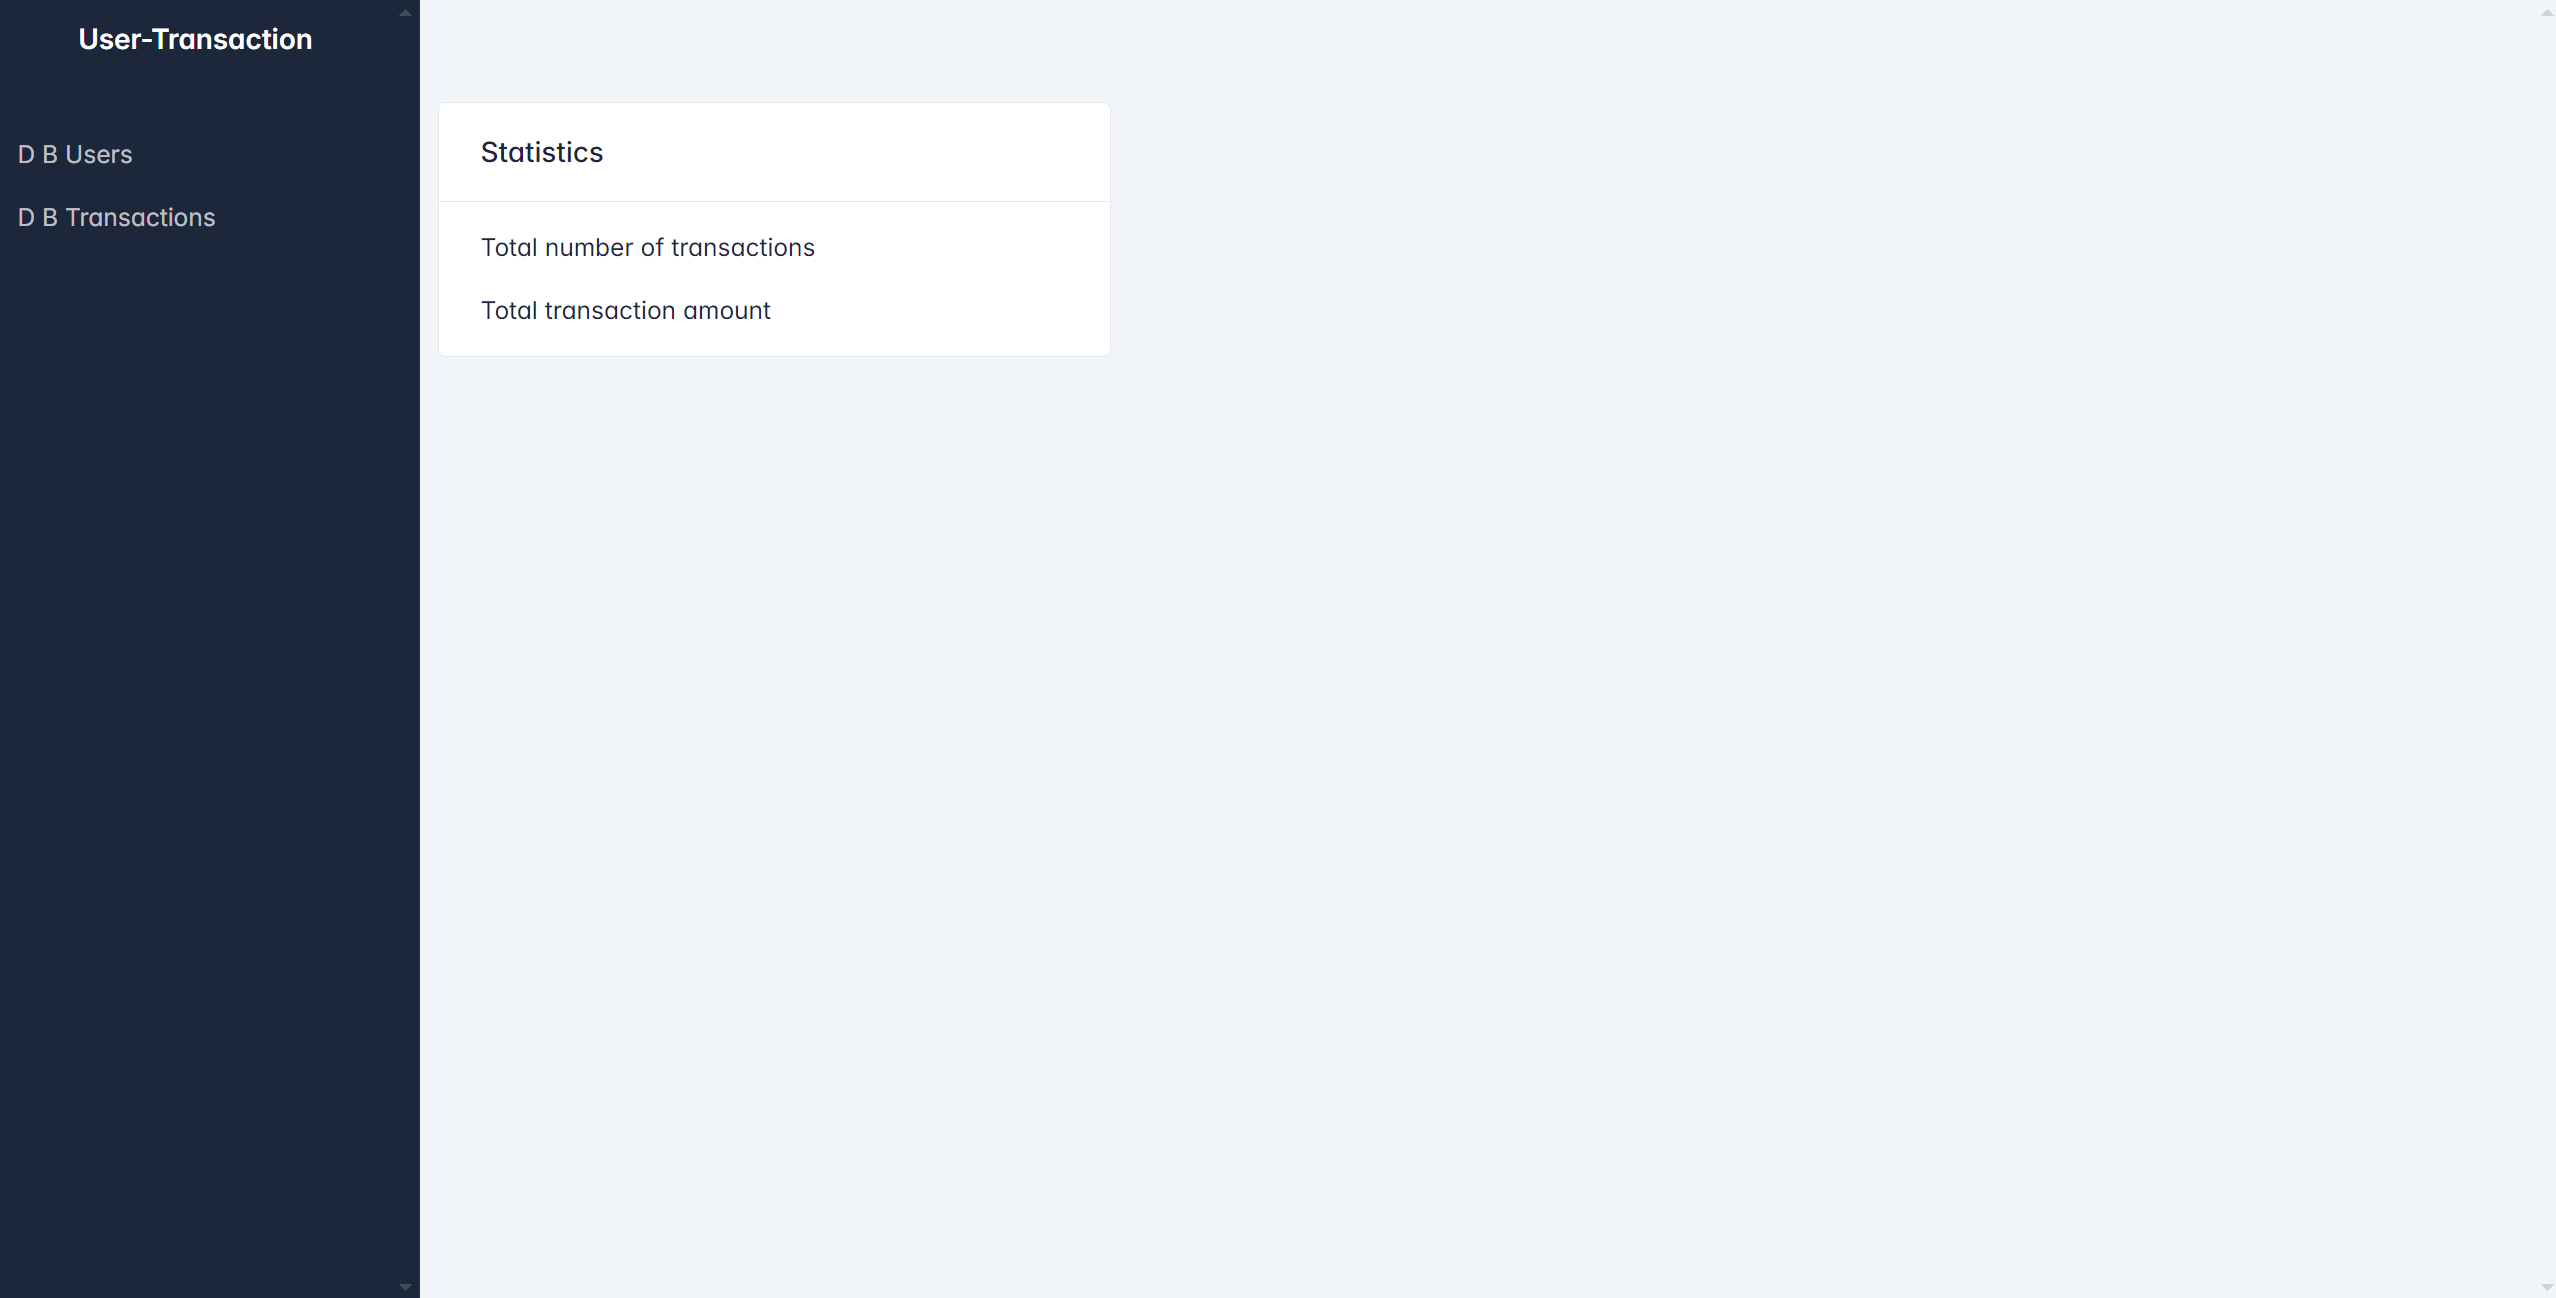 User-Transaction
D B Users
D B Transactions
Statistics
Total number of transactions
Total transaction amount